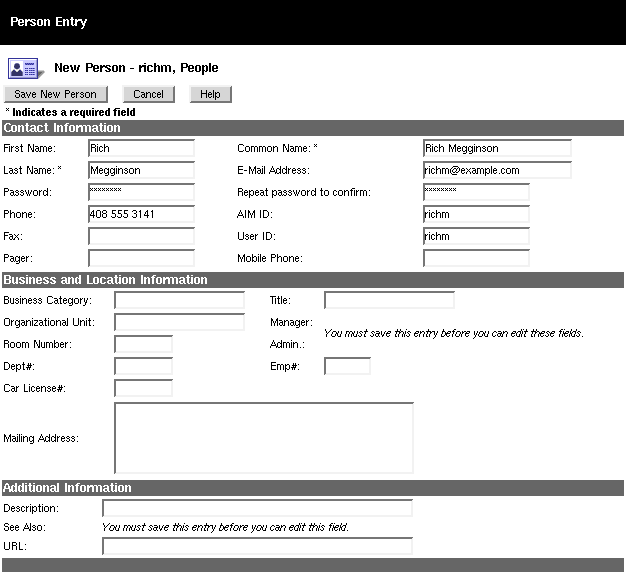 Person Entry
New Person - richm, People
Save New Person Cancel Help
* Indicates a required field
Contact Information
First Name: Rich Common Name: * Rich Megginson
Last Name: * Megginson E-Mail Address: richm@example.com
Password: ******** Repeat password to confirm: ********
Phone: 408 555 3141 AIM ID: richm
Fax: User ID: richm
Pager: Mobile Phone:
Business and Location Information
Business Category: Title:
Organizational Unit: Manager:
You must save this entry before you can edit these fields.
Room Number: Admin.:
Dept#: Emp#:
Car License#:
Mailing Address:
Additional Information
Description:
See Also: You must save this entry before you can edit this field.
URL: